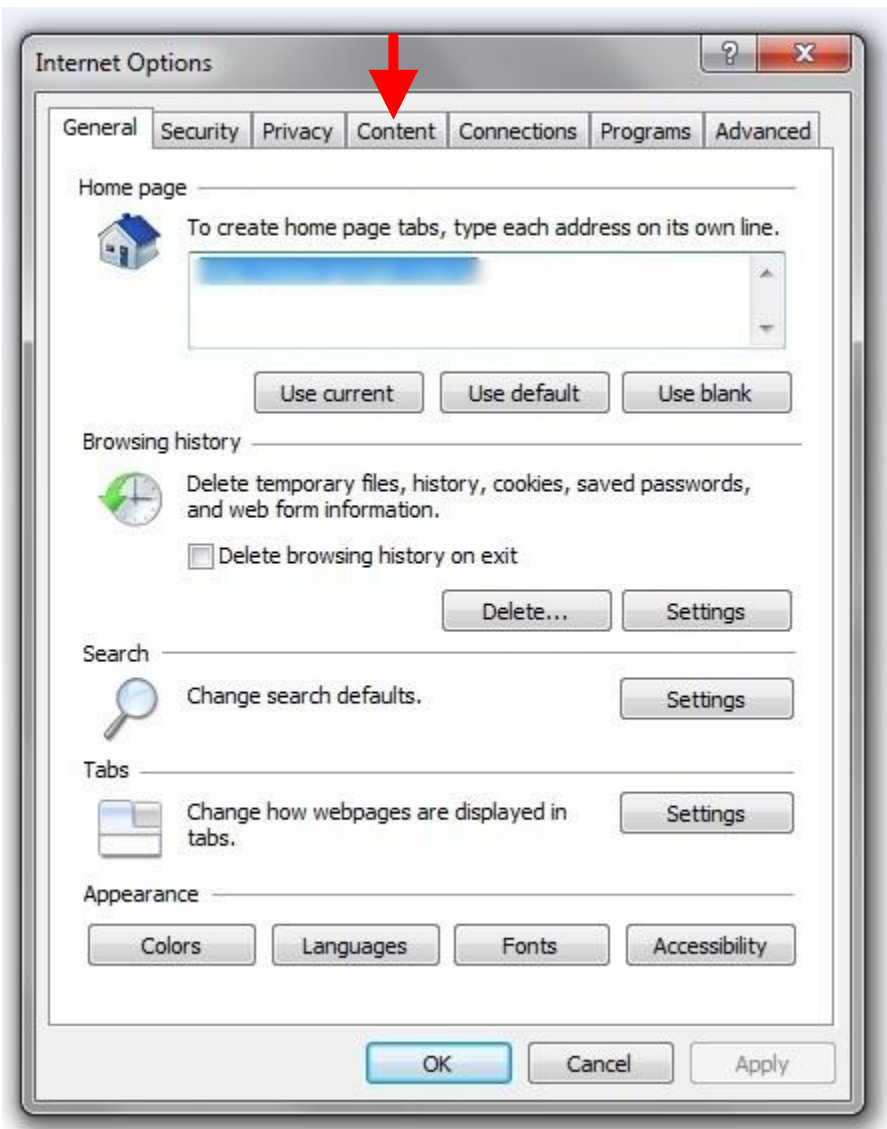 Internet Options
?
General Security Privacy Content Connections Programs Advanced
Home page
To create home page tabs, type each address on its own line.
Use current Use default Use blank
Browsing history
Delete temporary files, history, cookies, saved passwords,
and web form information.
Delete browsing history on exit
Delete... Settings
Search
Change search defaults. Settings
Tabs
Change how webpages are displayed in Settings
tabs.
Appearance
Colors Languages Fonts Accessibility
OK Cancel Apply